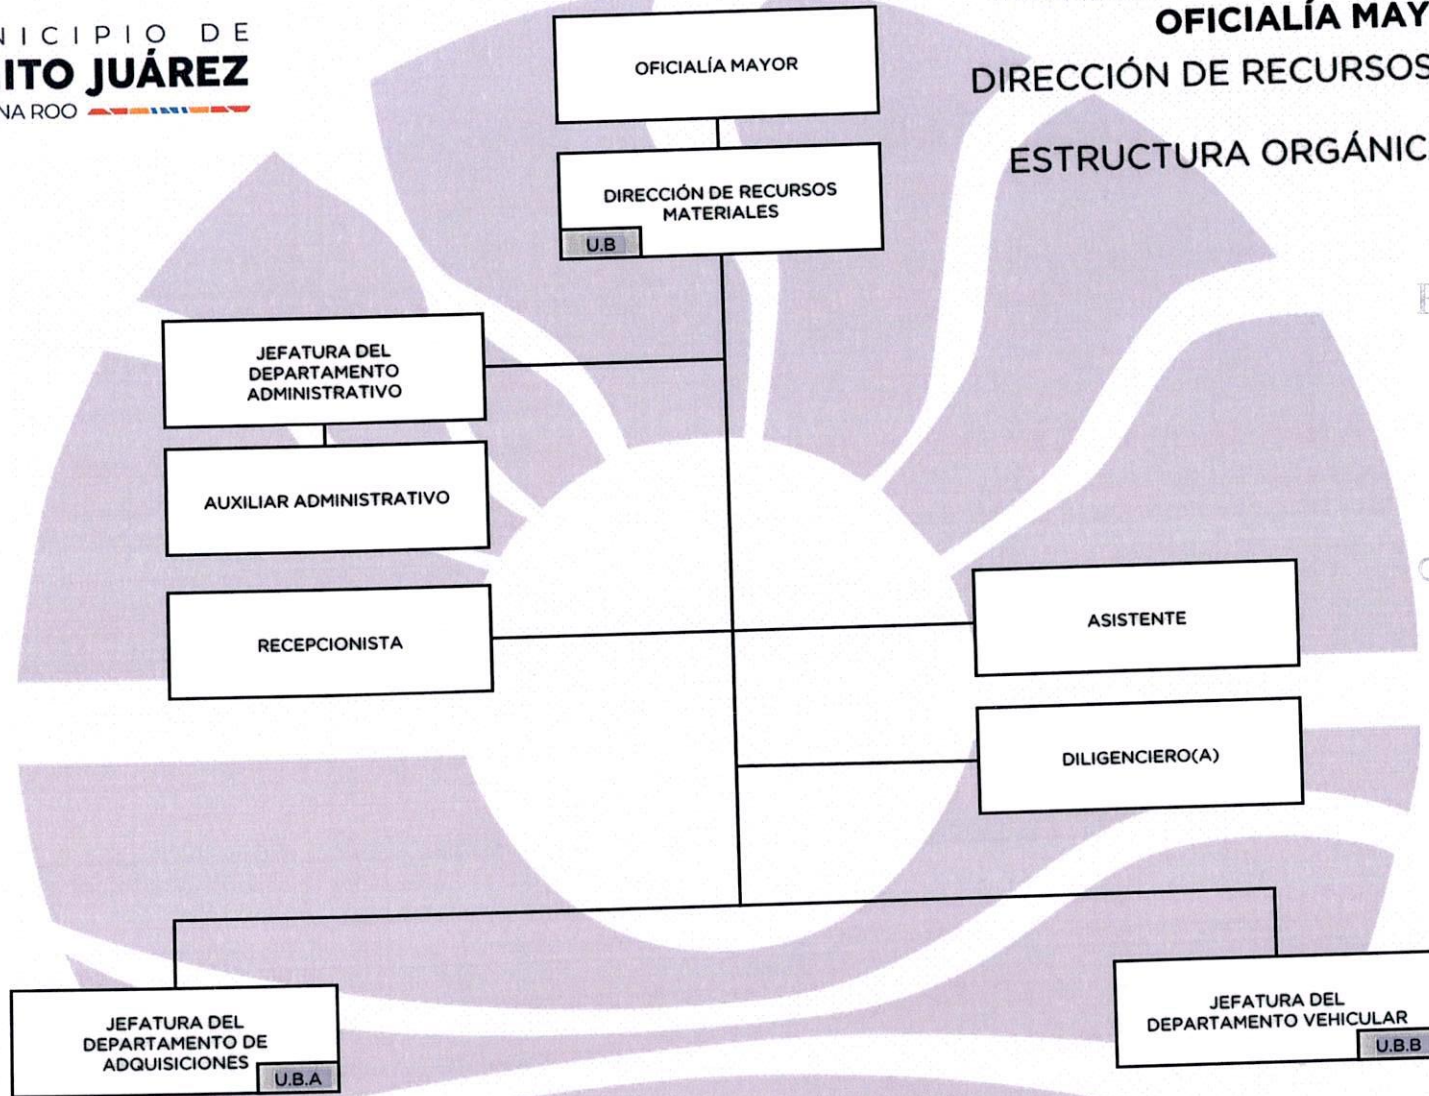 NICIPIO DE
ITO JUÁREZ
NA ROO
OFICIALÍA MAY
DIRECCIÓN DE RECURSOS
ESTRUCTURA ORGÁNIC
OFICIALÍA MAYOR
DIRECCIÓN DE RECURSOS
MATERIALES
U.B
JEFATURA DEL
DEPARTAMENTO
ADMINISTRATIVO
AUXILIAR ADMINISTRATIVO
RECEPCIONISTA
ASISTENTE
DILIGENCIERO(A)
JEFATURA DEL
DEPARTAMENTO DE
ADQUISICIONES
U.B.A
JEFATURA DEL
DEPARTAMENTO VEHICULAR
U.B.B